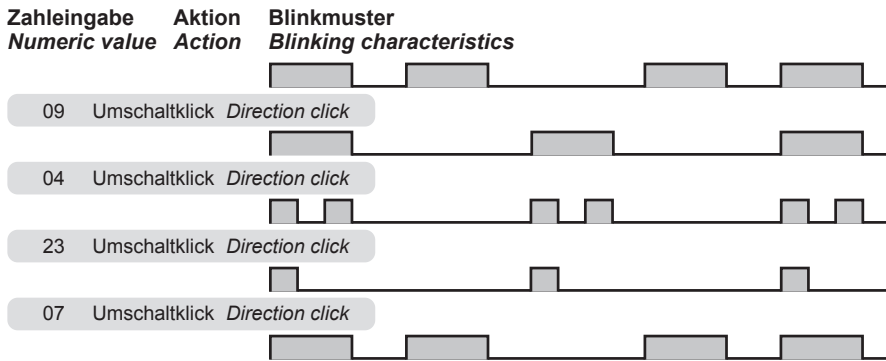 Zahleingabe Aktion Blinkmuster
Numeric value Action Blinking characteristics
09 Umschaltklick Direction click
04 Umschaltklick Direction click
23 Umschaltklick Direction click
07 Umschaltklick Direction click